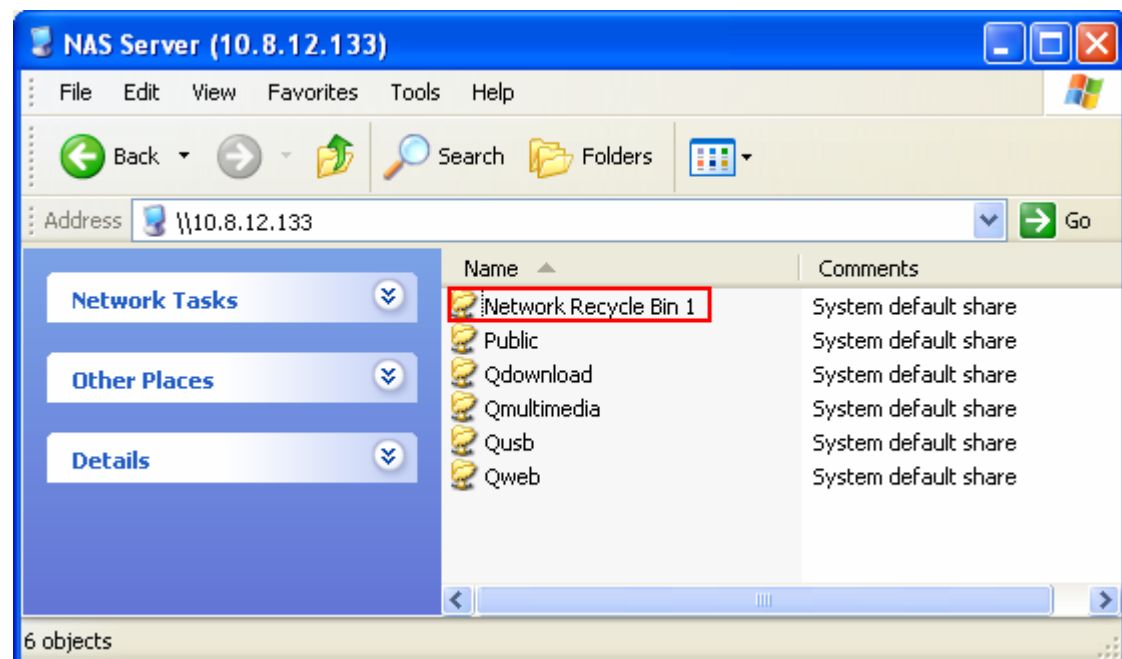 NAS Server (10.8.12.133)
File Edit View Favorites Tools Help
Back Search Folders
Address \\10.8.12.133 Go
Network Tasks
Other Places
Details
Name Comments
Network Recycle Bin 1 System default share
Public System default share
Qdownload System default share
Qmultimedia System default share
Qusb System default share
Qweb System default share
6 objects